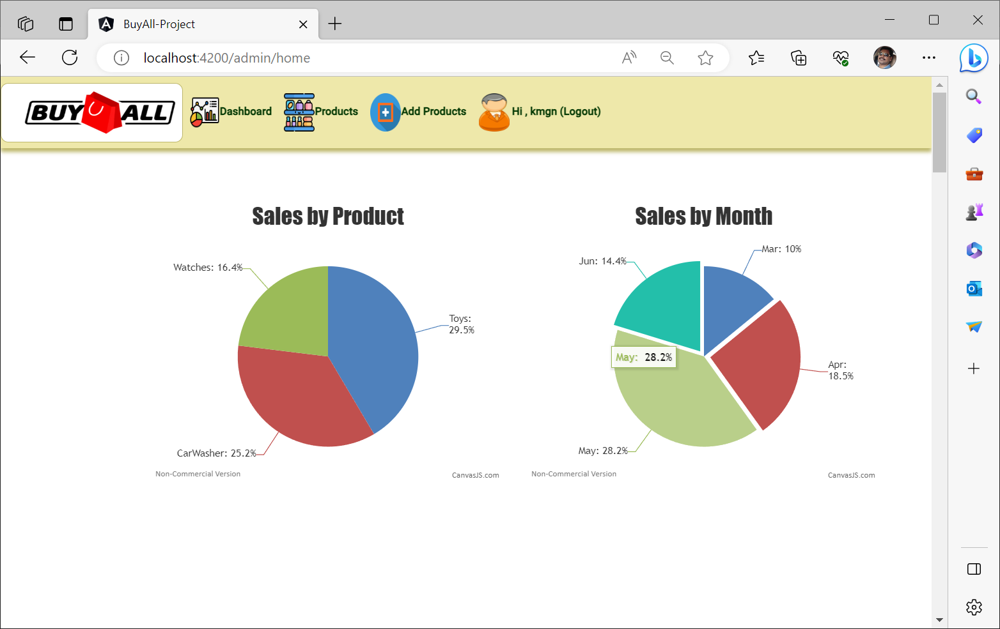 BuyAll-Project
localhost:4200/admin/home
BUY ALL
Dashboard
Products
Add Products
Hi , kmgn (Logout)
Sales by Product
Watches: 16.4%
Toys:
29.5%
CarWasher: 25.2%
Non-Commercial Version
CanvasJS.com
Sales by Month
Mar: 10%
Jun: 14.4%
May: 28.2%
Apr:
18.5%
May: 28.2%
Non-Commercial Version
CanvasJS.com